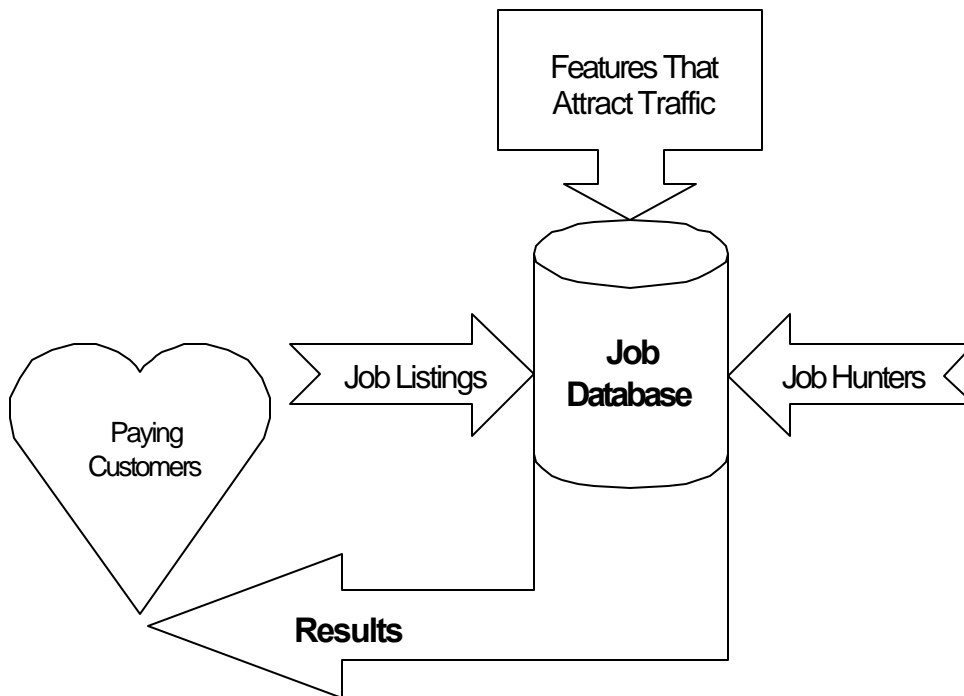 Features That
Attract Traffic
Job Listings
Job
Database
Job Hunters
Paying
Customers
Results